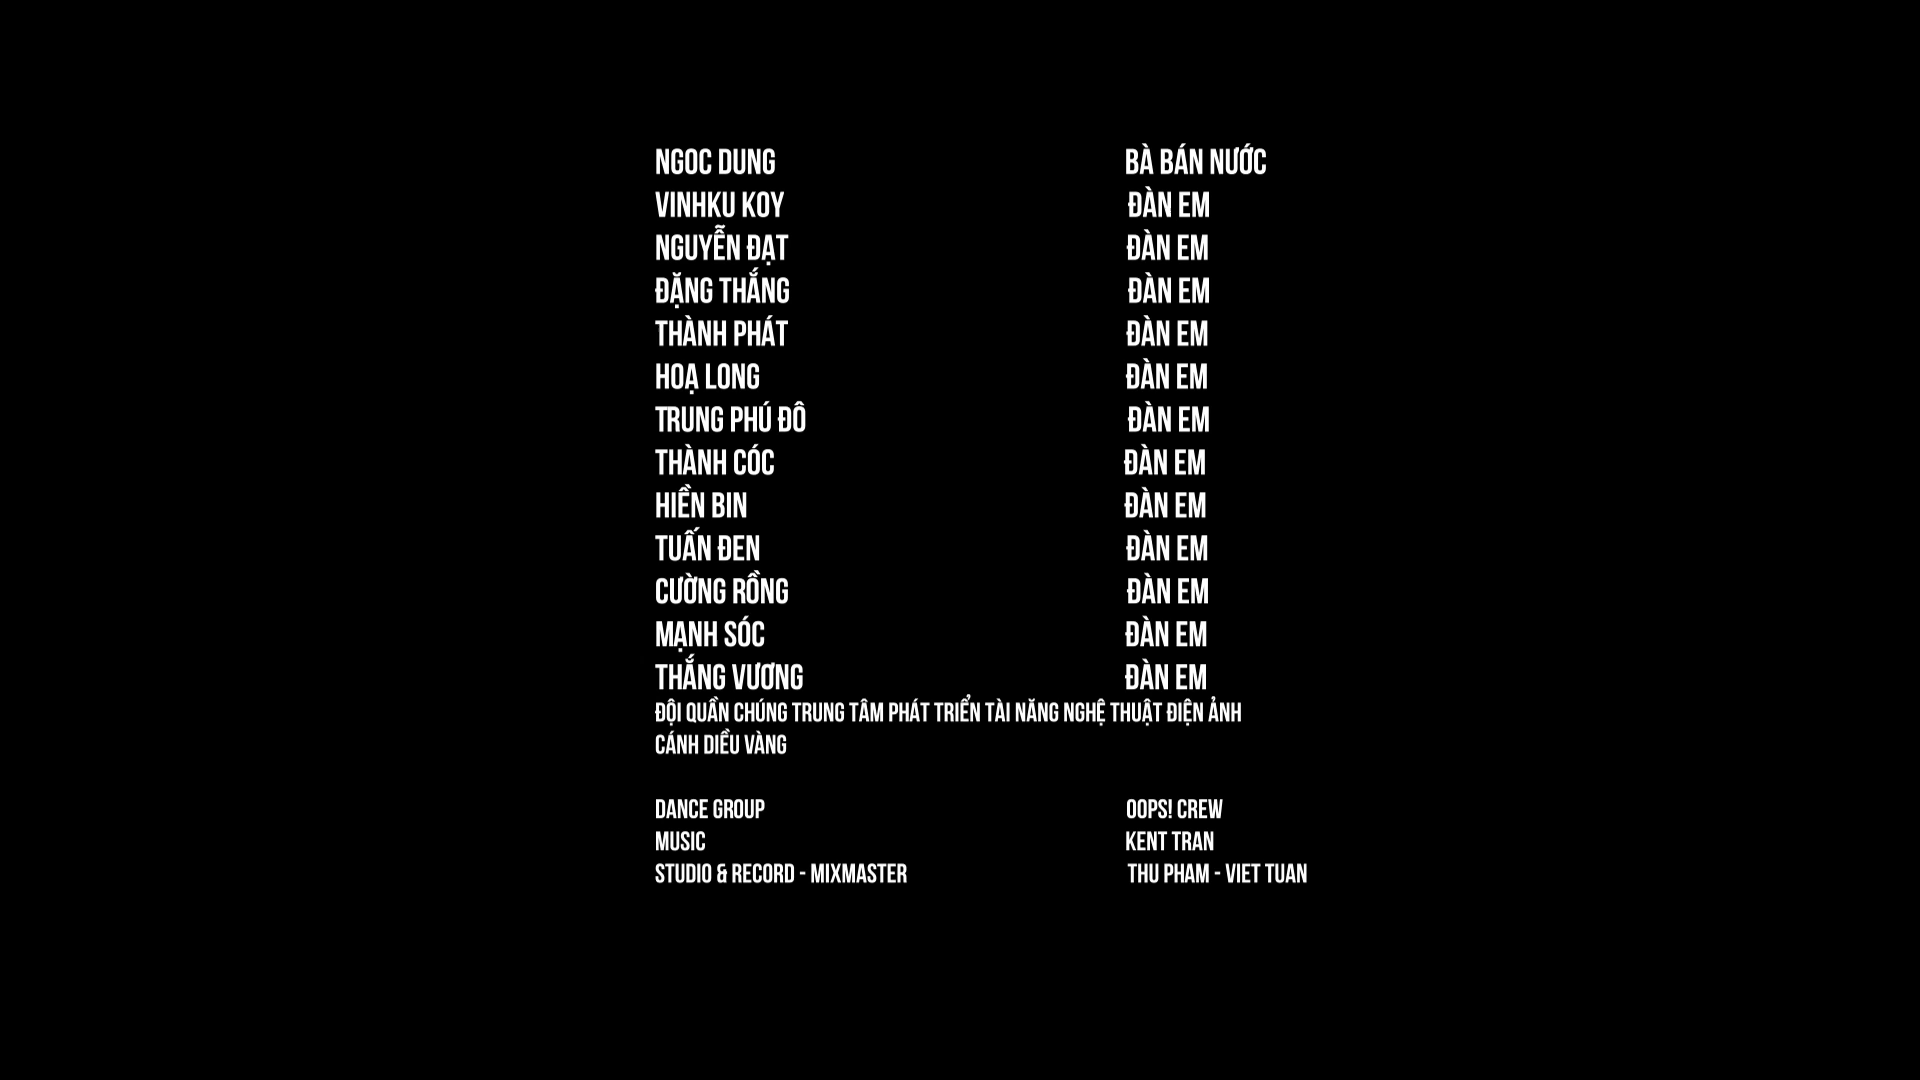 NGOC DUNG BÀ BÁN NƯỚC
VINHKU KOY ĐÀN EM
NGUYỄN ĐẠT ĐÀN EM
ĐẶNG THẮNG ĐÀN EM
THÀNH PHÁT ĐÀN EM
HOẠ LONG ĐÀN EM
TRUNG PHÚ ĐÔ ĐÀN EM
THÀNH CÓC ĐÀN EM
HIỀN BIN ĐÀN EM
TUẤN ĐEN ĐÀN EM
CƯỜNG RỒNG ĐÀN EM
MẠNH SÓC ĐÀN EM
THẮNG VƯƠNG ĐÀN EM
ĐỘI QUẦN CHÚNG TRUNG TÂM PHÁT TRIỂN TÀI NĂNG NGHỆ THUẬT ĐIỆN ẢNH
CÁNH DIỀU VÀNG
DANCE GROUP OOPS! CREW
MUSIC KENT TRAN
STUDIO & RECORD - MIXMASTER THU PHAM - VIET TUAN